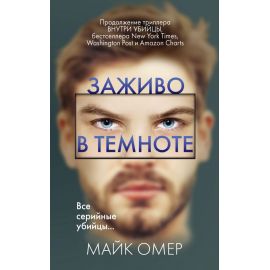 Продолжение триллера
ВНУТРИ УБИЙЦЫ,
бестселлера New York Times,
Washington Post и Amazon Charts
ЗАЖИВО
В ТЕМНОТЕ
Все
серийные
убийцы...
МАЙК ОМЕР